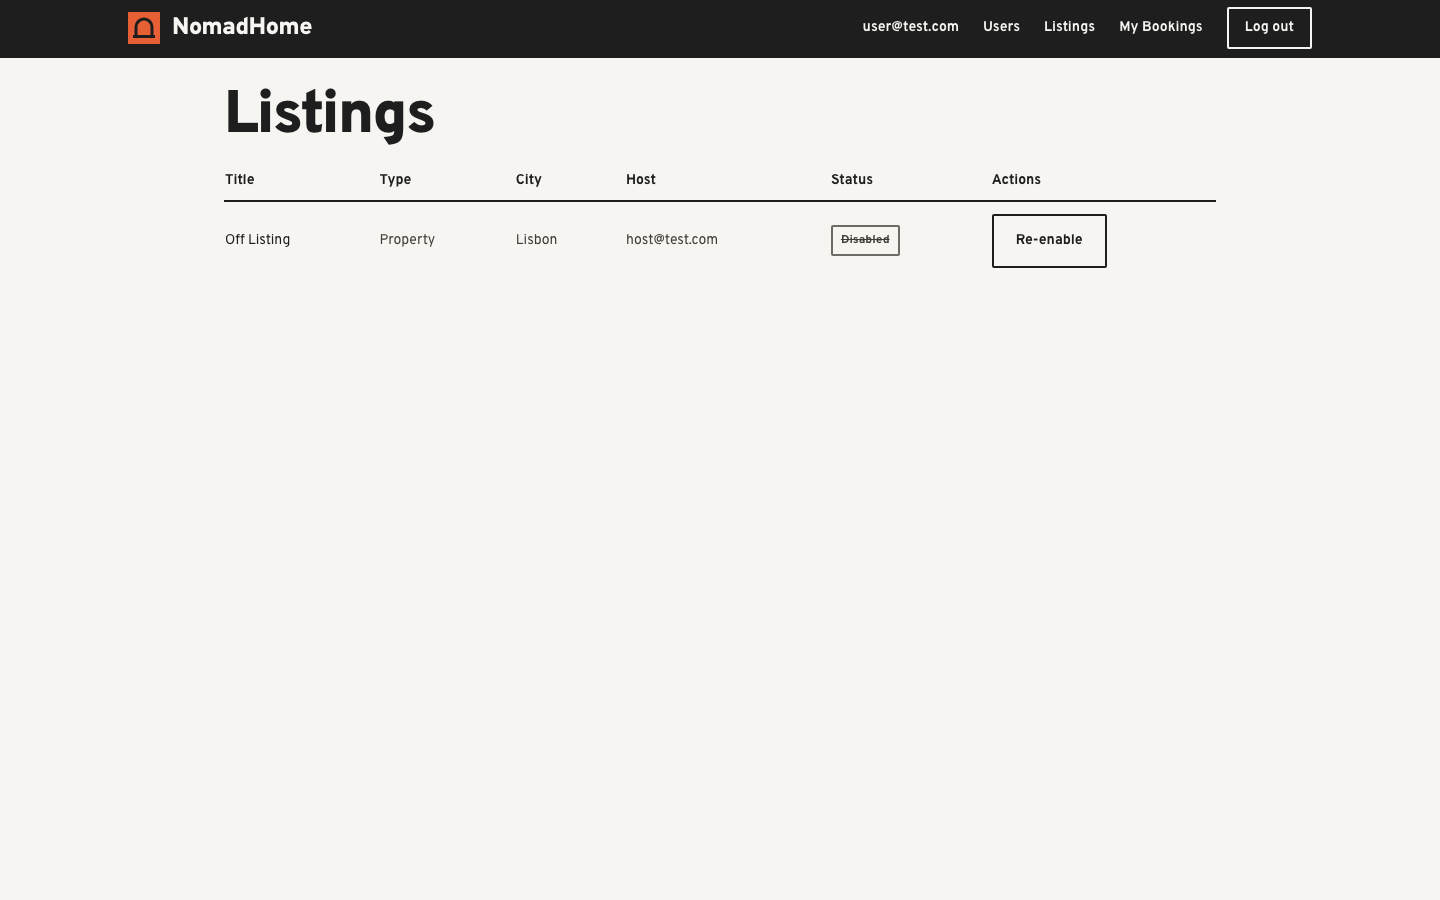 NomadHome
user@test.com Users Listings My Bookings Log out
Listings
Title Type City Host Status Actions
Off Listing Property Lisbon host@test.com Disabled Re-enable